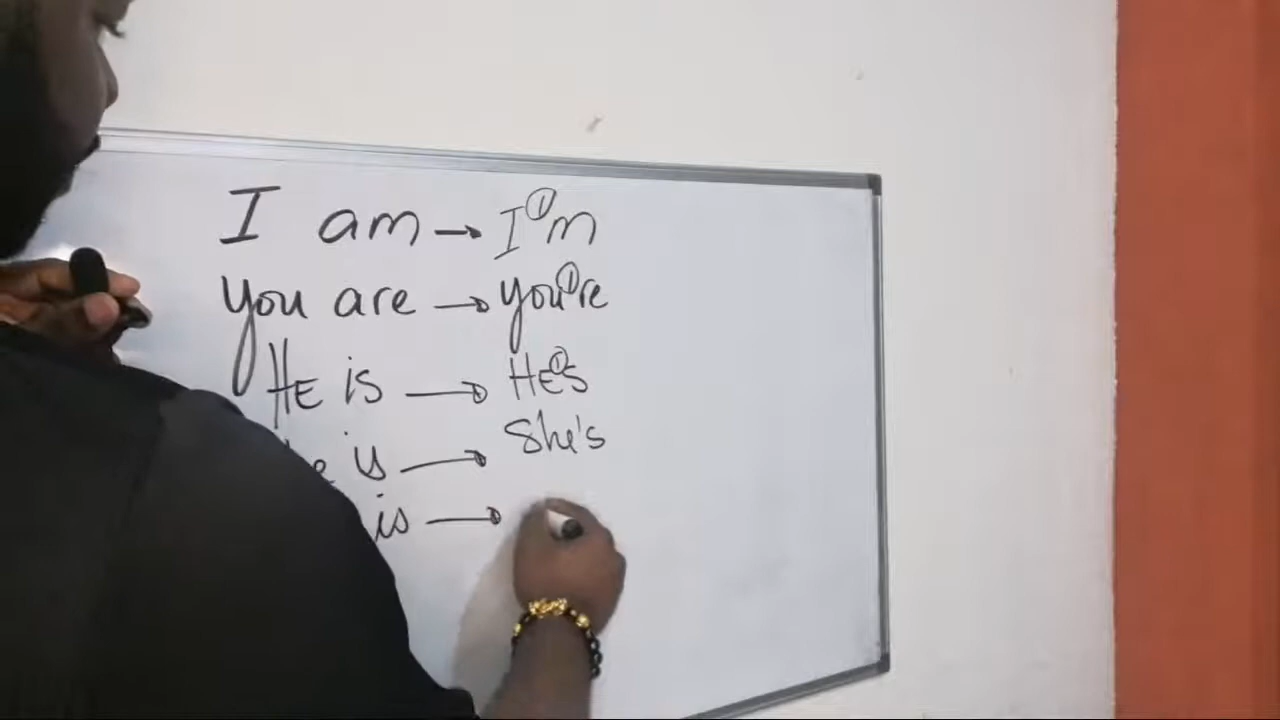 I am → I'm
you are → you're
HE is → HE's
is → She's
is →